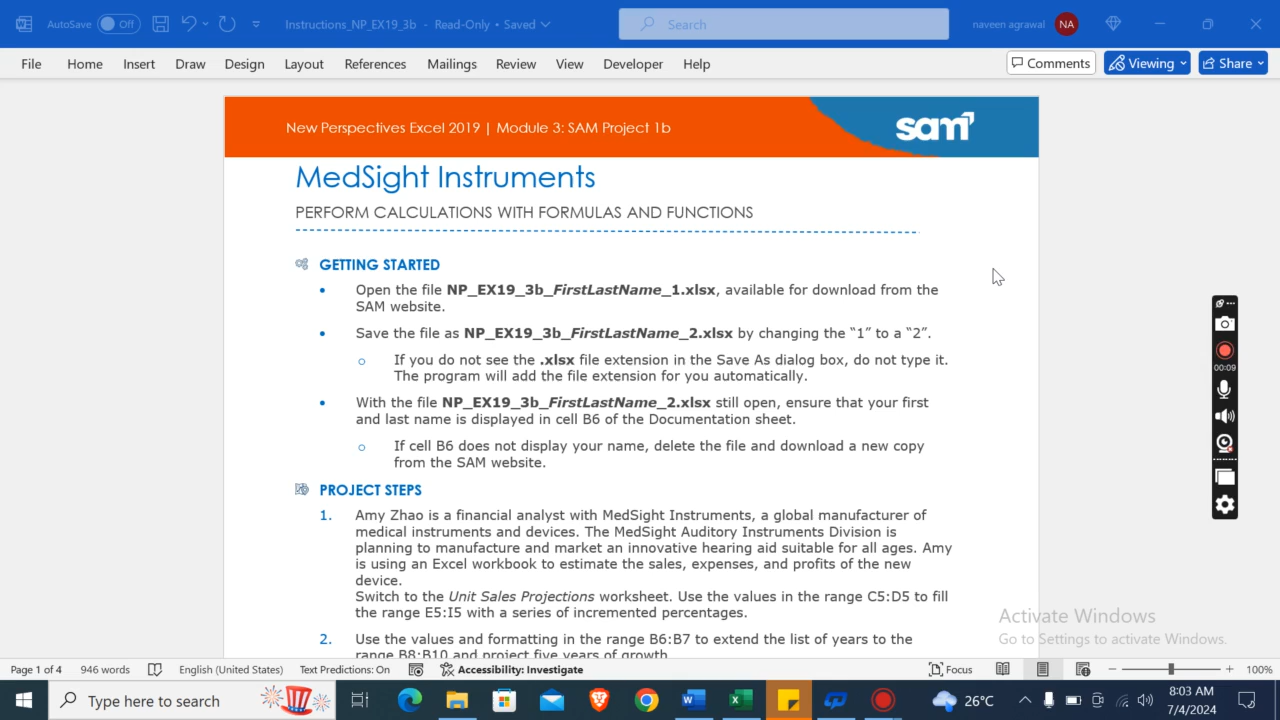 AutoSave Off Instructions_NP_EX19_3b - Read-Only • Saved Search naveen agrawal NA
File Home Insert Draw Design Layout References Mailings Review View Developer Help Comments Viewing Share
New Perspectives Excel 2019 | Module 3: SAM Project 1b
sam
MedSight Instruments
PERFORM CALCULATIONS WITH FORMULAS AND FUNCTIONS
GETTING STARTED
• Open the file NP_EX19_3b_FirstLastName_1.xlsx, available for download from the
SAM website.
• Save the file as NP_EX19_3b_FirstLastName_2.xlsx by changing the “1” to a “2”.
o If you do not see the .xlsx file extension in the Save As dialog box, do not type it.
The program will add the file extension for you automatically.
• With the file NP_EX19_3b_FirstLastName_2.xlsx still open, ensure that your first
and last name is displayed in cell B6 of the Documentation sheet.
o If cell B6 does not display your name, delete the file and download a new copy
from the SAM website.
PROJECT STEPS
1. Amy Zhao is a financial analyst with MedSight Instruments, a global manufacturer of
medical instruments and devices. The MedSight Auditory Instruments Division is
planning to manufacture and market an innovative hearing aid suitable for all ages. Amy
is using an Excel workbook to estimate the sales, expenses, and profits of the new
device.
Switch to the Unit Sales Projections worksheet. Use the values in the range C5:D5 to fill
the range E5:I5 with a series of incremented percentages.
2. Use the values and formatting in the range B6:B7 to extend the list of years to the
range B8:B10 and project five years of growth.
00:09
Activate Windows
Go to Settings to activate Windows.
Page 1 of 4 946 words English (United States) Text Predictions: On Accessibility: Investigate Focus 100%
Type here to search 26°C 8:03 AM
7/4/2024